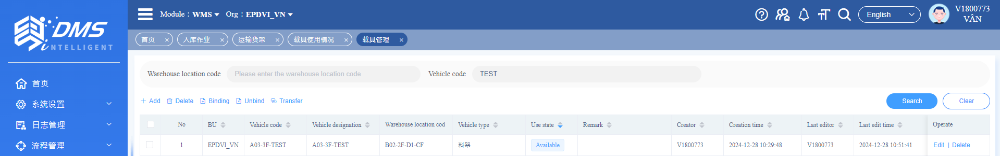 DMS
iNTELLIGENT
首页
系统设置
日志管理
流程管理
Module：WMS Org：EPDVI_VN
English
V1800773
VÂN
首页 × 入库作业 × 运输货架 × 载具使用情况 × 载具管理 ×
Warehouse location code Please enter the warehouse location code Vehicle code TEST
+ Add Delete Binding Unbind Transfer Search Clear
No BU Vehicle code Vehicle designation Warehouse location cod Vehicle type Use state Remark Creator Creation time Last editor Last edit time Operate
1 EPDVI_VN A03-3F-TEST A03-3F-TEST B02-2F-D1-CF 料架 Available V1800773 2024-12-28 10:29:48 V1800773 2024-12-28 10:51:41 Edit | Delete